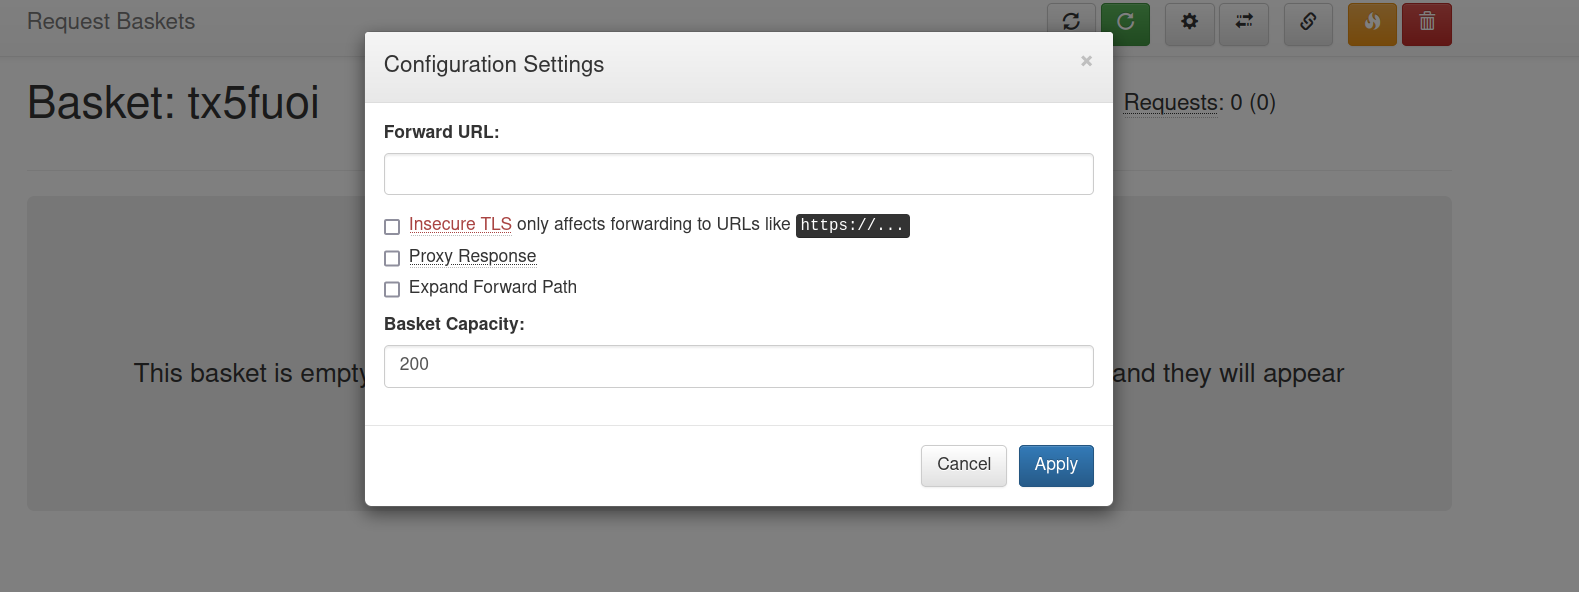 Request Baskets
Configuration Settings
×
Basket: tx5fuoi
Requests: 0 (0)
Forward URL:
Insecure TLS only affects forwarding to URLs like https://...
Proxy Response
Expand Forward Path
Basket Capacity:
200
This basket is empty
and they will appear
Cancel
Apply